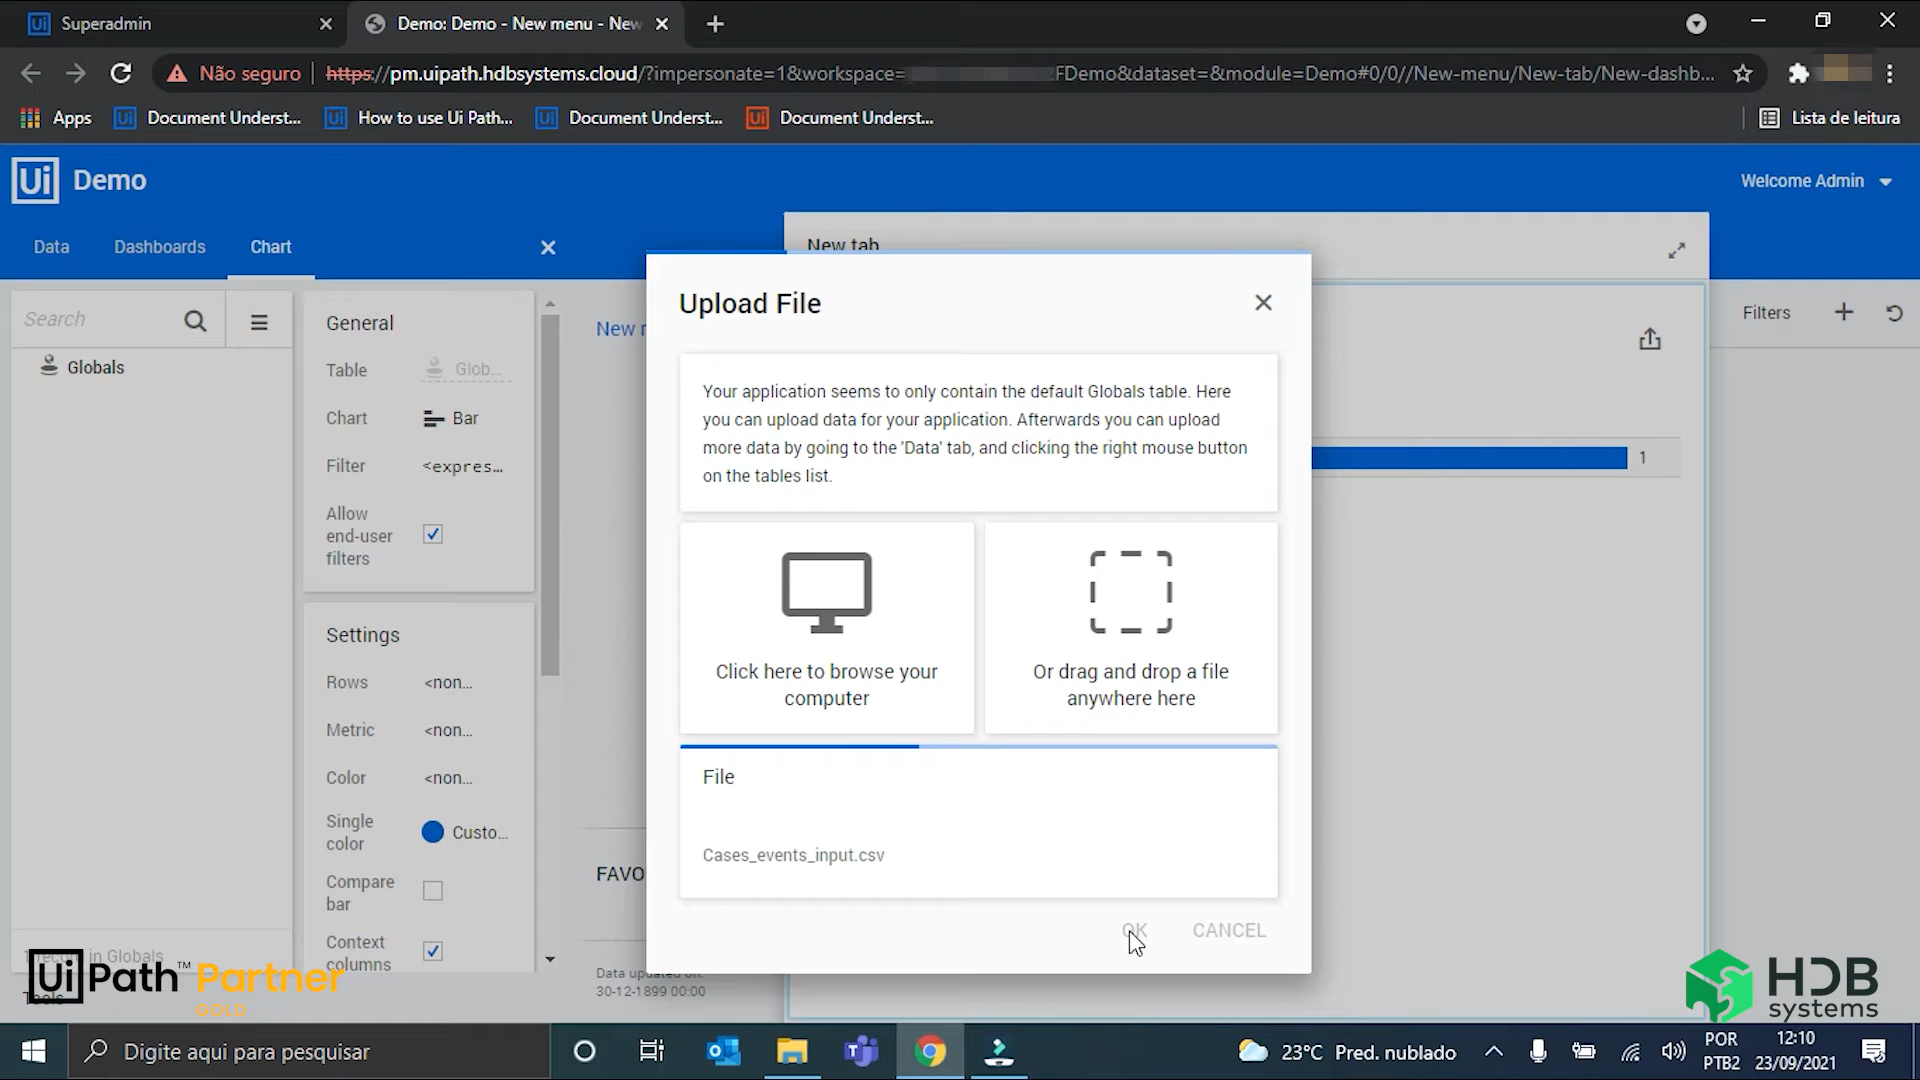 Superadmin
Demo: Demo - New menu - New
Não seguro
https://pm.uipath.hdbsystems.cloud/?impersonate=1&workspace=
FDemo&dataset=&module=Demo#0/0//New-menu/New-tab/New-dashb...
Apps
Document Underst...
How to use Ui Path...
Document Underst...
Document Underst...
Lista de leitura
Ui Demo
Welcome Admin
Data
Dashboards
Chart
New tab
Search
Globals
General
Table
Glob...
Chart
Bar
Filter
<expres...
Allow
end-user
filters
Settings
Rows
<non...
Metric
<non...
Color
<non...
Single
color
Custo...
Compare
bar
Context
columns
New
Filters
1
Upload File
Your application seems to only contain the default Globals table. Here
you can upload data for your application. Afterwards you can upload
more data by going to the 'Data' tab, and clicking the right mouse button
on the tables list.
Click here to browse your
computer
Or drag and drop a file
anywhere here
File
Cases_events_input.csv
OK
CANCEL
FAVO
Data updated on:
30-12-1899 00:00
in Globals
Tools
UiPath™ Partner
GOLD
HDB
systems
Digite aqui para pesquisar
23°C Pred. nublado
POR
PTB2
12:10
23/09/2021